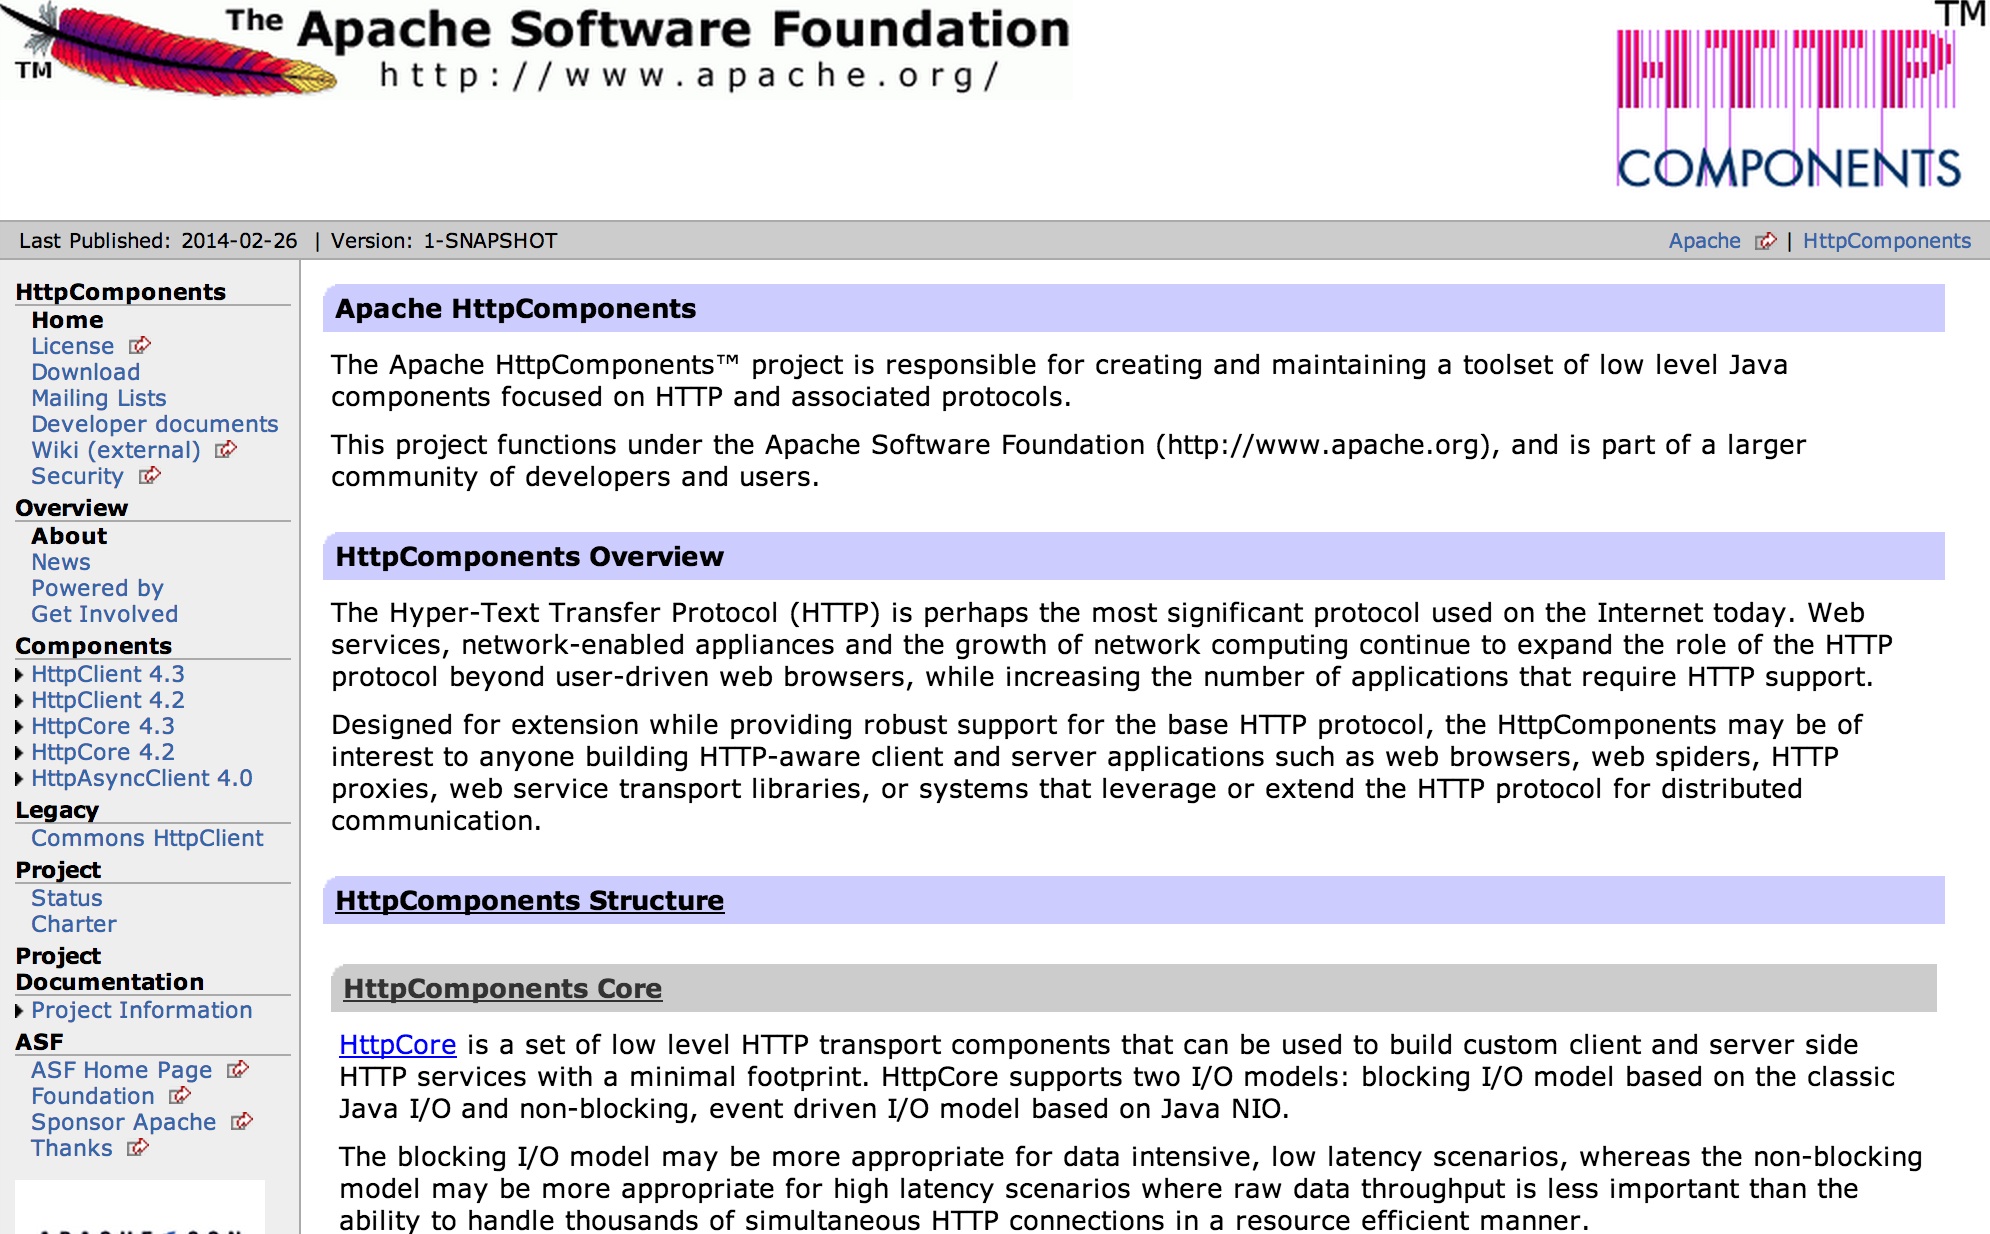 The Apache Software Foundation
http://www.apache.org/
TM
TM
HTTP
COMPONENTS
Last Published: 2014-02-26 | Version: 1-SNAPSHOT
Apache | HttpComponents
HttpComponents
Home
License
Download
Mailing Lists
Developer documents
Wiki (external)
Security
Overview
About
News
Powered by
Get Involved
Components
HttpClient 4.3
HttpClient 4.2
HttpCore 4.3
HttpCore 4.2
HttpAsyncClient 4.0
Legacy
Commons HttpClient
Project
Status
Charter
Project
Documentation
Project Information
ASF
ASF Home Page
Foundation
Sponsor Apache
Thanks
Apache HttpComponents
The Apache HttpComponents™ project is responsible for creating and maintaining a toolset of low level Java
components focused on HTTP and associated protocols.
This project functions under the Apache Software Foundation (http://www.apache.org), and is part of a larger
community of developers and users.
HttpComponents Overview
The Hyper-Text Transfer Protocol (HTTP) is perhaps the most significant protocol used on the Internet today. Web
services, network-enabled appliances and the growth of network computing continue to expand the role of the HTTP
protocol beyond user-driven web browsers, while increasing the number of applications that require HTTP support.
Designed for extension while providing robust support for the base HTTP protocol, the HttpComponents may be of
interest to anyone building HTTP-aware client and server applications such as web browsers, web spiders, HTTP
proxies, web service transport libraries, or systems that leverage or extend the HTTP protocol for distributed
communication.
HttpComponents Structure
HttpComponents Core
HttpCore is a set of low level HTTP transport components that can be used to build custom client and server side
HTTP services with a minimal footprint. HttpCore supports two I/O models: blocking I/O model based on the classic
Java I/O and non-blocking, event driven I/O model based on Java NIO.
The blocking I/O model may be more appropriate for data intensive, low latency scenarios, whereas the non-blocking
model may be more appropriate for high latency scenarios where raw data throughput is less important than the
ability to handle thousands of simultaneous HTTP connections in a resource efficient manner.